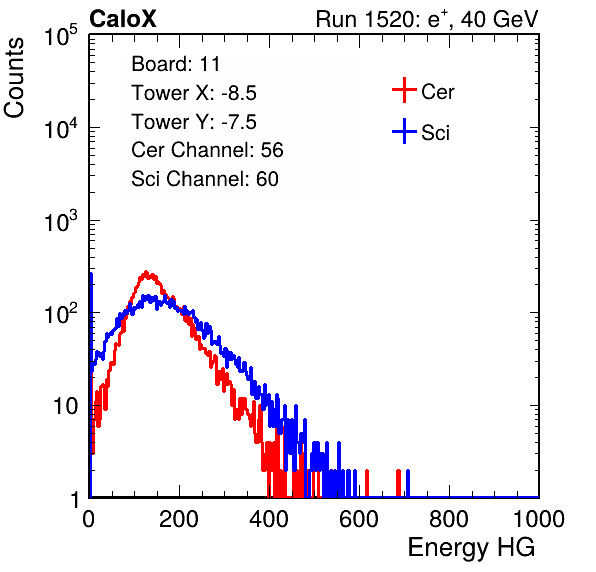 CaloX Run 1520: e⁺, 40 GeV
Counts
Board: 11
Tower X: -8.5
Tower Y: -7.5
Cer Channel: 56
Sci Channel: 60
Cer
Sci
10⁵
10⁴
10³
10²
10
1
0 200 400 600 800 1000
Energy HG